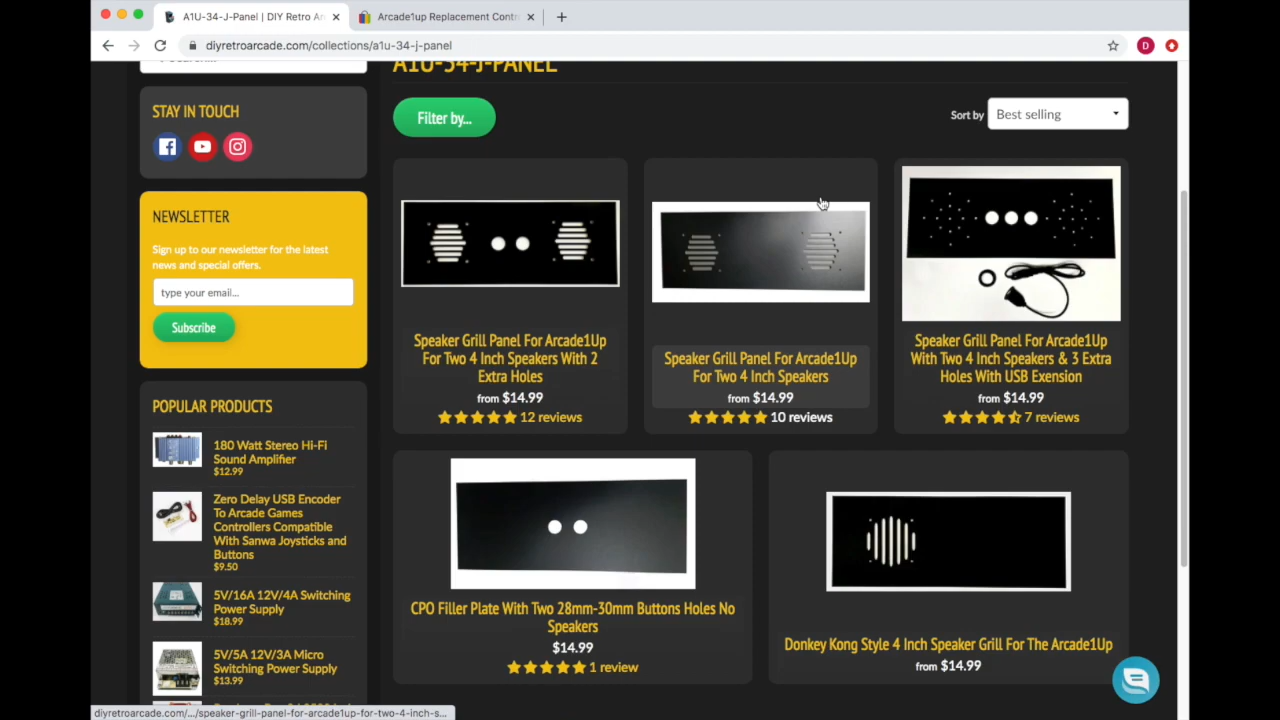 A1U-34-J-Panel | DIY Retro Ar
Arcade1up Replacement Contr
diyretroarcade.com/collections/a1u-34-j-panel
D
A1U-34-J-PANEL
STAY IN TOUCH
Filter by...
Sort by
Best selling
NEWSLETTER
Sign up to our newsletter for the latest
news and special offers.
type your email...
Subscribe
Speaker Grill Panel For Arcade1Up
For Two 4 Inch Speakers With 2
Extra Holes
from $14.99
12 reviews
Speaker Grill Panel For Arcade1Up
For Two 4 Inch Speakers
from $14.99
10 reviews
Speaker Grill Panel For Arcade1Up
With Two 4 Inch Speakers & 3 Extra
Holes With USB Exension
from $14.99
7 reviews
POPULAR PRODUCTS
180 Watt Stereo Hi-Fi
Sound Amplifier
$12.99
Zero Delay USB Encoder
To Arcade Games
Controllers Compatible
With Sanwa Joysticks and
Buttons
$9.50
5V/16A 12V/4A Switching
Power Supply
$18.99
5V/5A 12V/3A Micro
Switching Power Supply
$13.99
CPO Filler Plate With Two 28mm-30mm Buttons Holes No
Speakers
$14.99
1 review
Donkey Kong Style 4 Inch Speaker Grill For The Arcade1Up
from $14.99
diyretroarcade.com/.../speaker-grill-panel-for-arcade1up-for-two-4-inch-s...